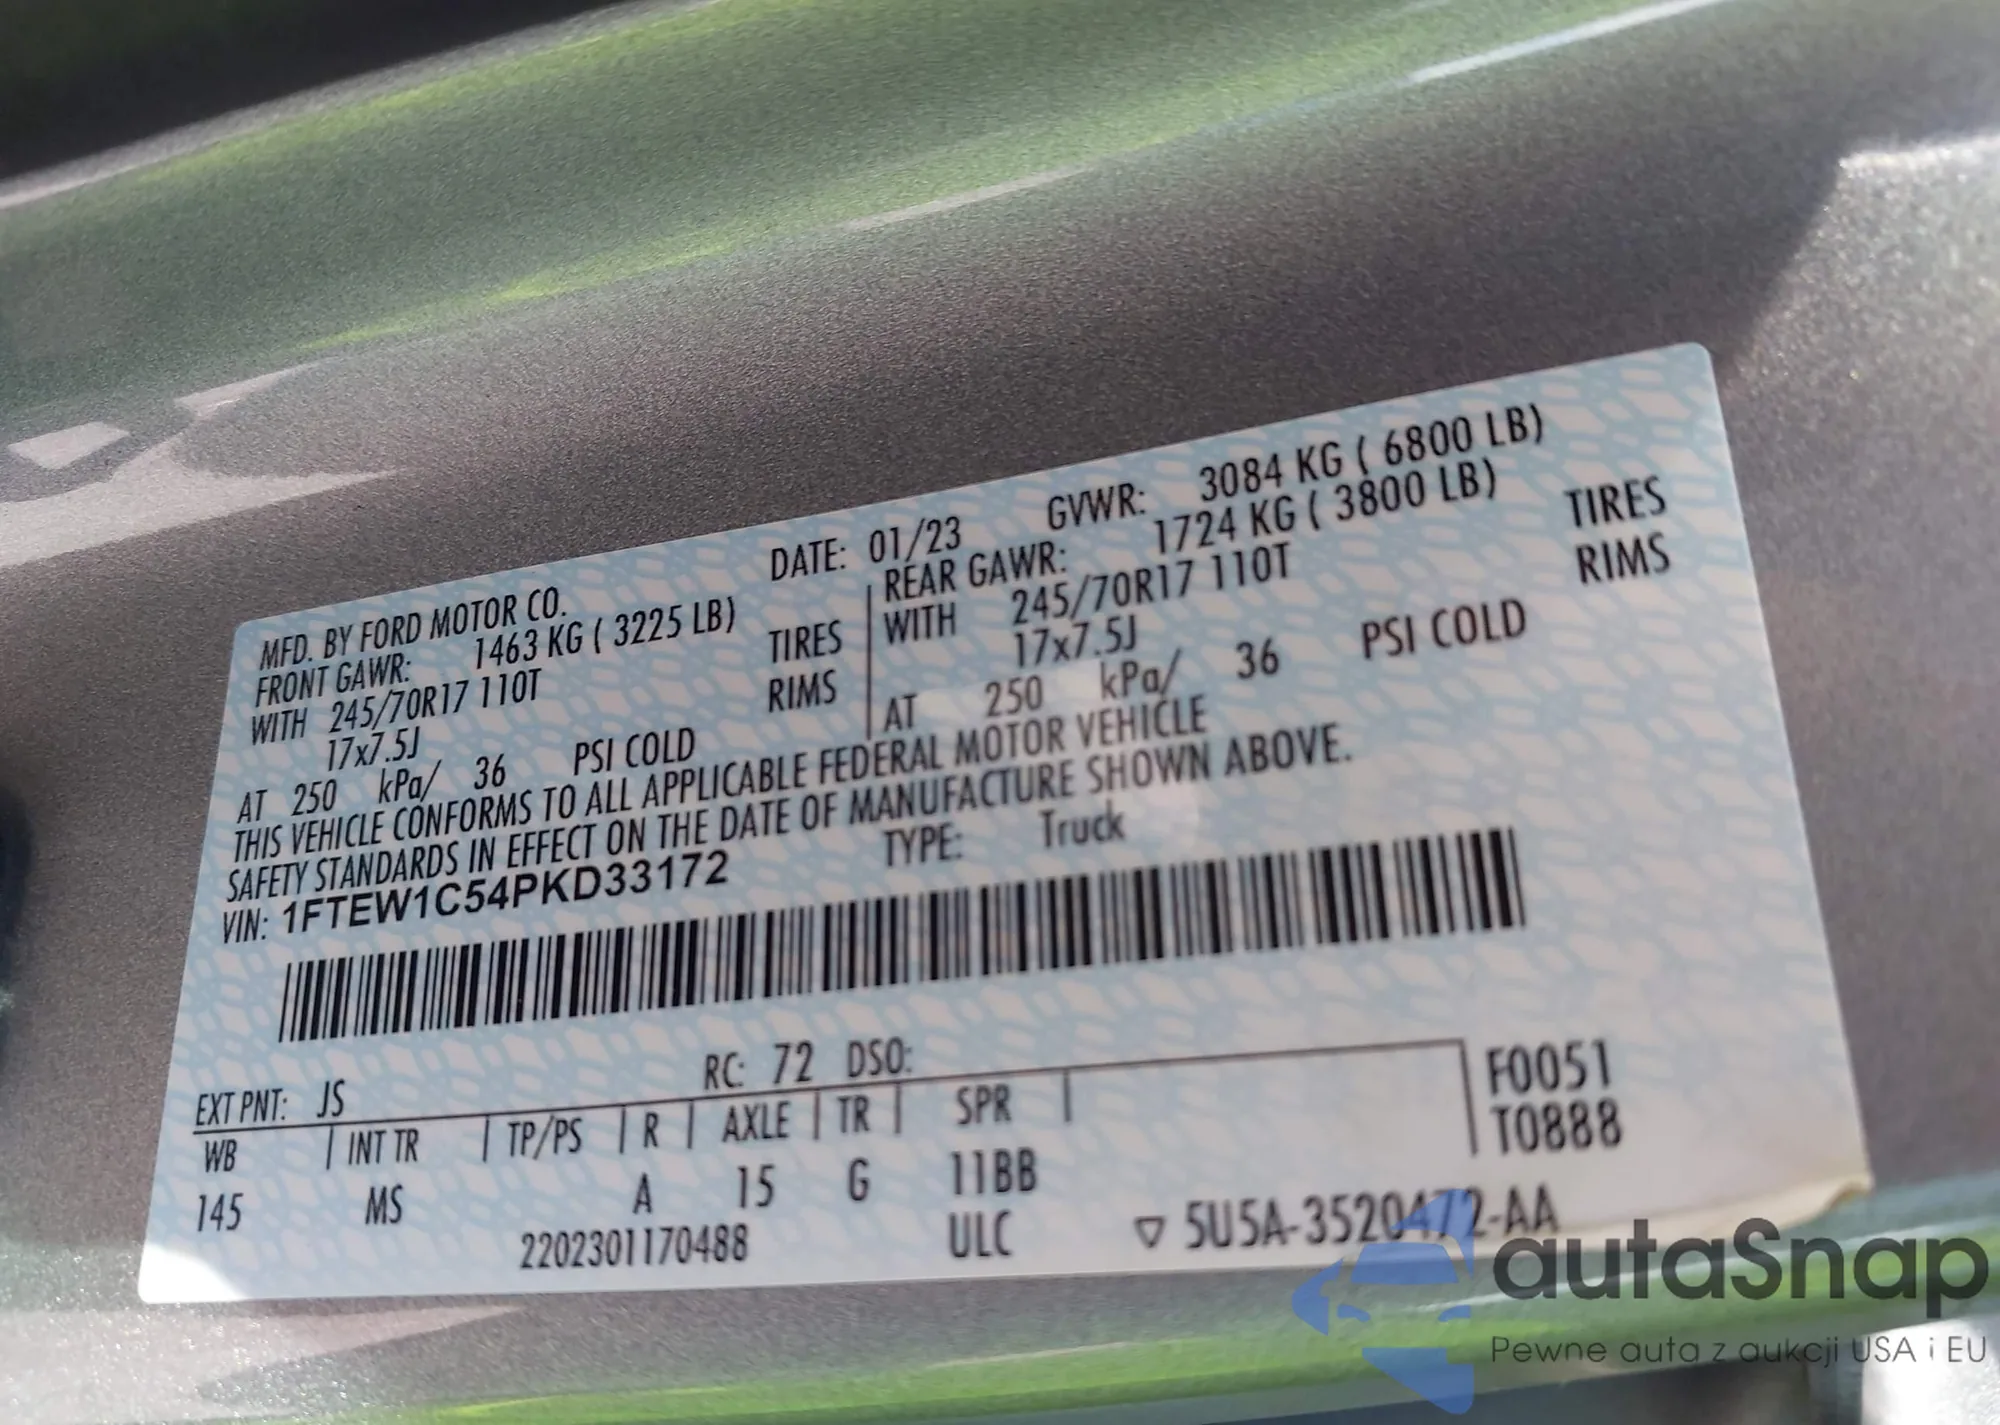 MFD. BY FORD MOTOR CO. DATE: 01/23 GVWR: 3084 KG ( 6800 LB)
FRONT GAWR: 1463 KG ( 3225 LB) REAR GAWR: 1724 KG ( 3800 LB)
WITH 245/70R17 110T TIRES WITH 245/70R17 110T TIRES
17x7.5J RIMS 17x7.5J RIMS
AT 250 kPa/ 36 PSI COLD AT 250 kPa/ 36 PSI COLD
THIS VEHICLE CONFORMS TO ALL APPLICABLE FEDERAL MOTOR VEHICLE
SAFETY STANDARDS IN EFFECT ON THE DATE OF MANUFACTURE SHOWN ABOVE.
VIN: 1FTEW1C54PKD33172 TYPE: Truck
EXT PNT: JS RC: 72 DSO: F0051
WB INT TR TP/PS R AXLE TR SPR T0888
145 MS A 15 G 11BB
2202301170488 ULC ▽ 5U5A-3520472-AA
autaSnap
Pewne auta z aukcji USA i EU